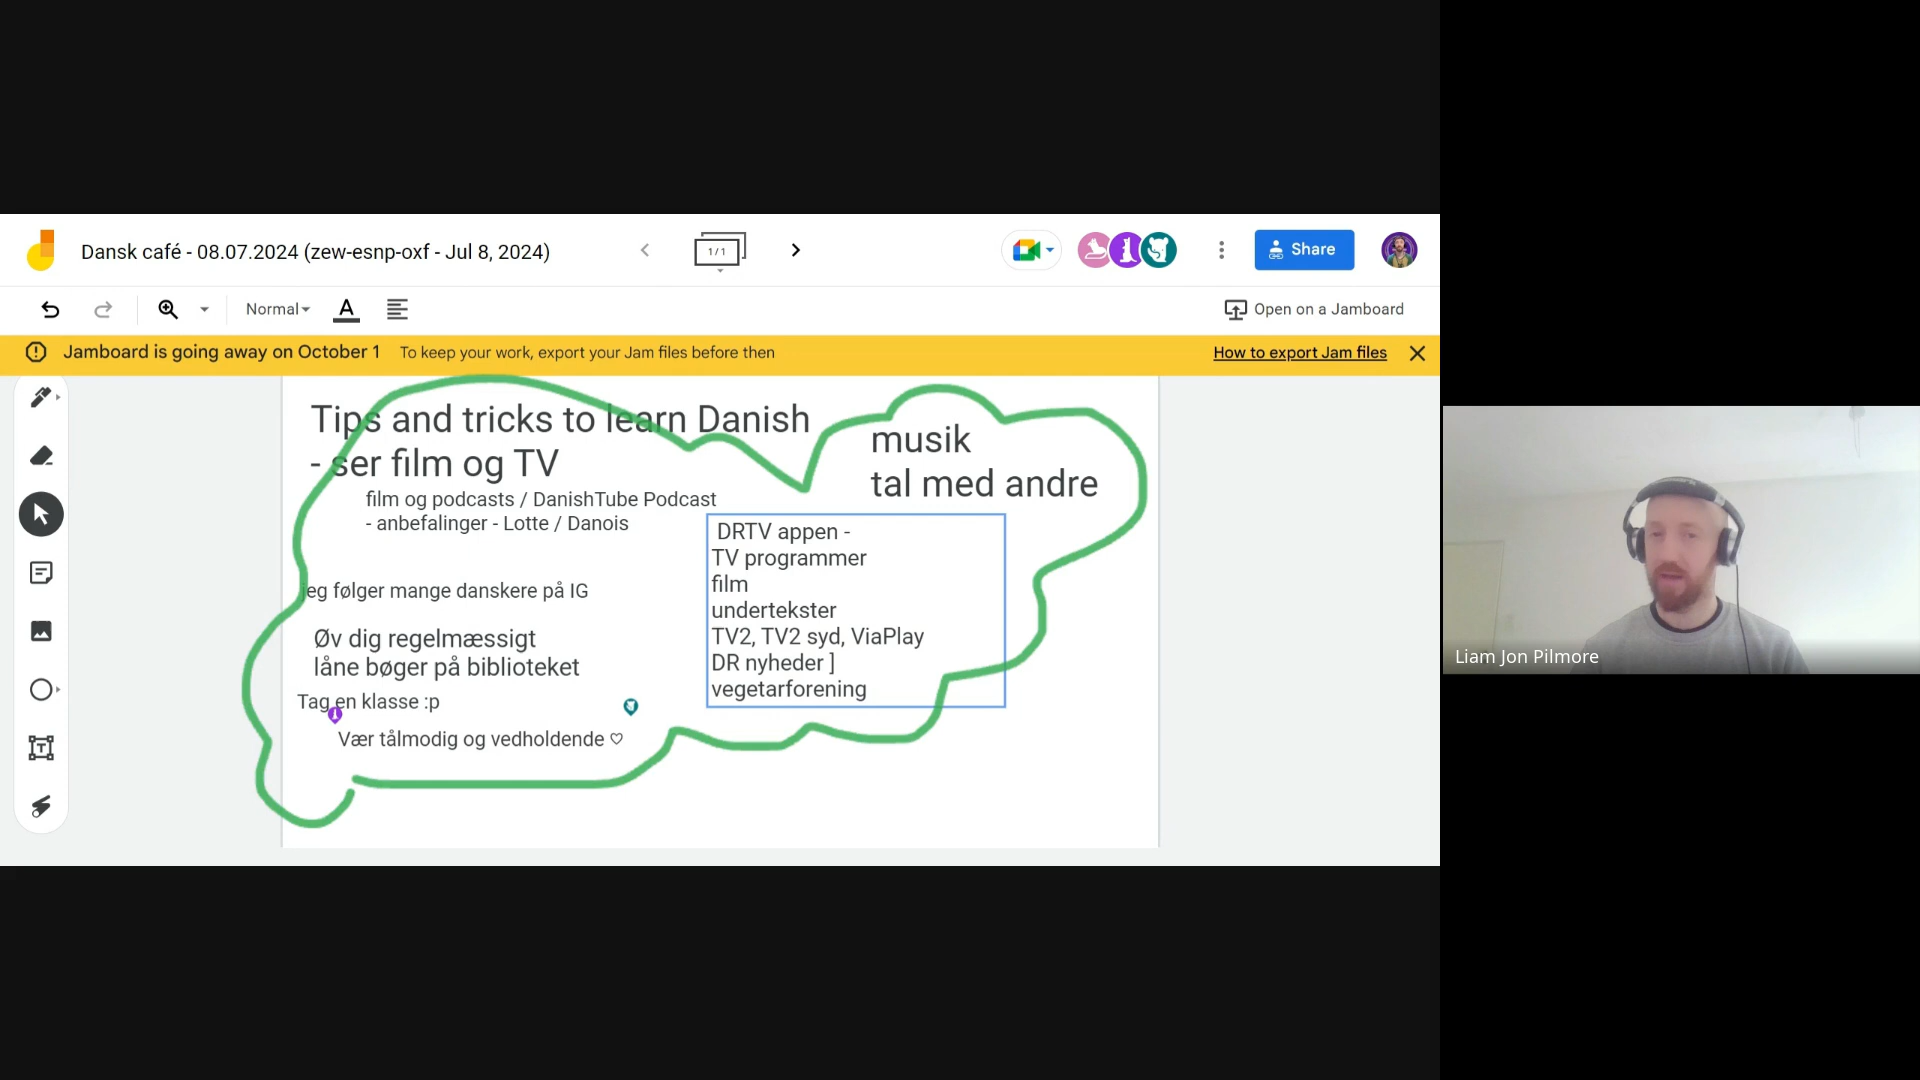 Dansk café - 08.07.2024 (zew-esnp-oxf - Jul 8, 2024)
1/1
Share
Normal
A
Open on a Jamboard
Jamboard is going away on October 1 To keep your work, export your Jam files before then
How to export Jam files
Tips and tricks to learn Danish
- ser film og TV
film og podcasts / DanishTube Podcast
- anbefalinger - Lotte / Danois
jeg følger mange danskere på IG
Øv dig regelmæssigt
låne bøger på biblioteket
Tag en klasse :p
Vær tålmodig og vedholdende ♡
musik
tal med andre
DRTV appen -
TV programmer
film
undertekster
TV2, TV2 syd, ViaPlay
DR nyheder ]
vegetarforening
Liam Jon Pilmore